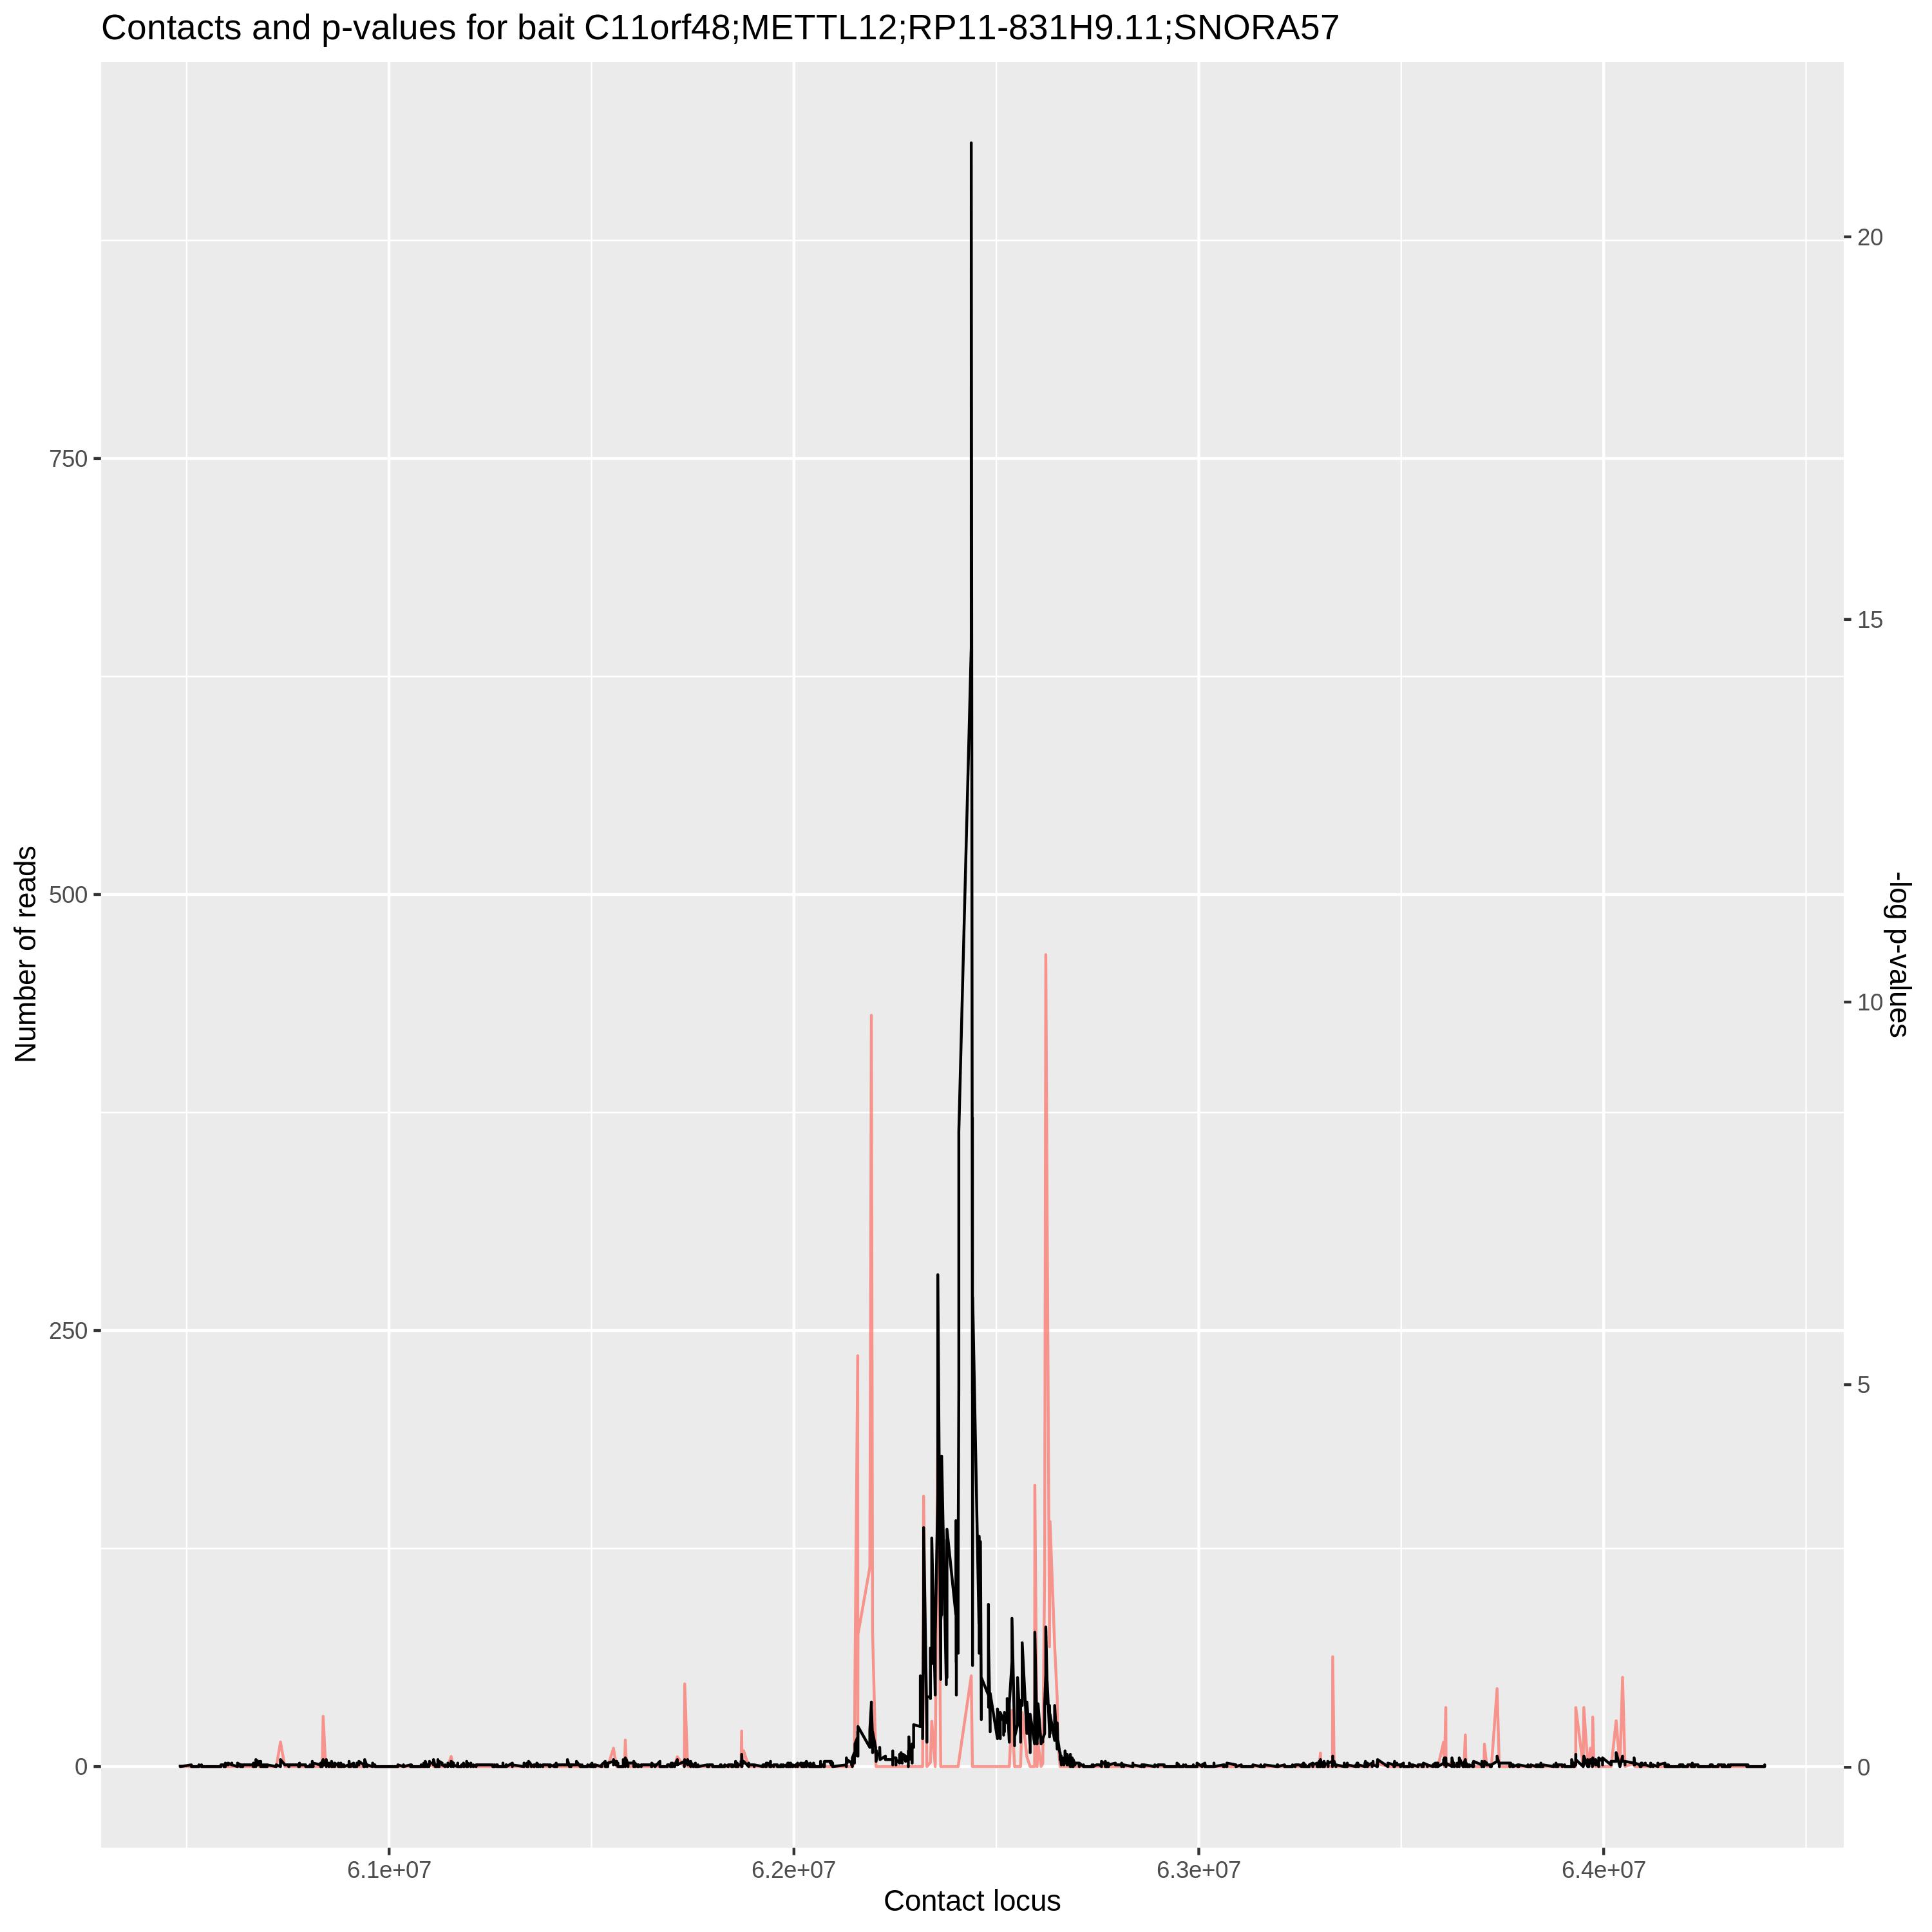 Contacts and p-values for bait C11orf48;METTL12;RP11-831H9.11;SNORA57
Number of reads
750
500
250
0
20
15
10
5
0
-log p-values
6.1e+07
6.2e+07
6.3e+07
6.4e+07
Contact locus